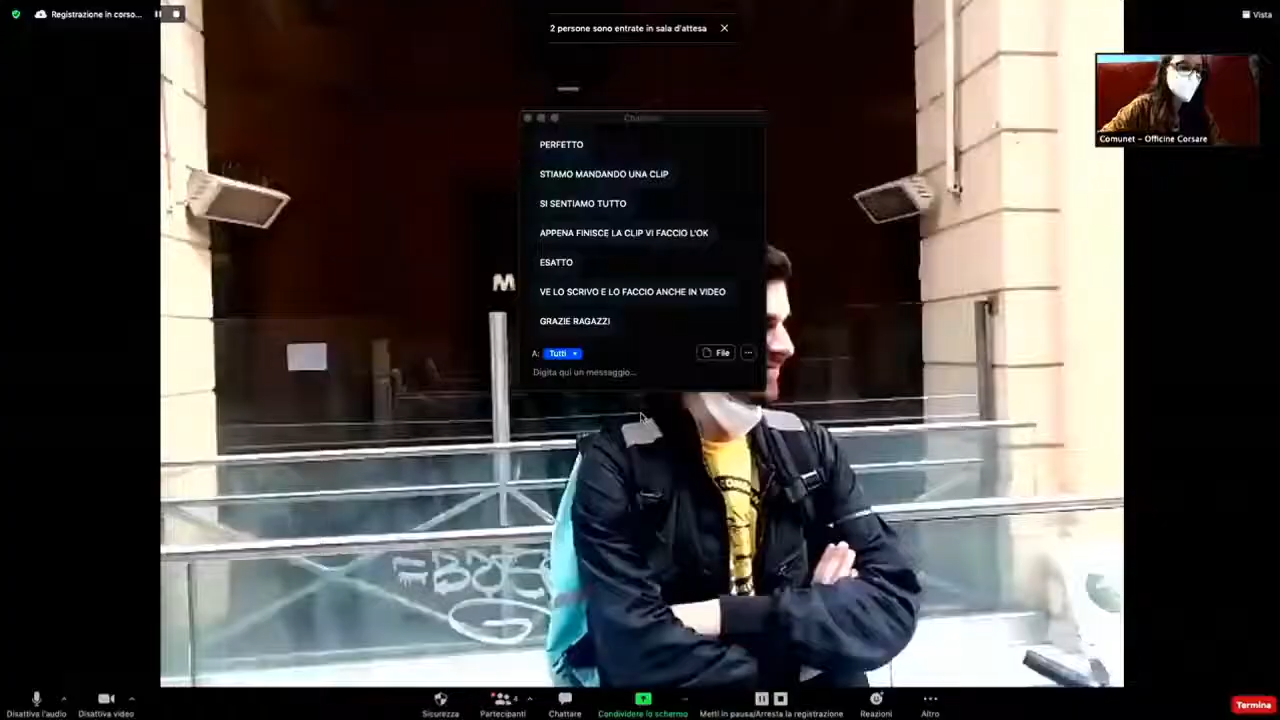 Registrazione in corso...
2 persone sono entrate in sala d'attesa
Vista
Comunet – Officine Corsare
PERFETTO
STIAMO MANDANDO UNA CLIP
SI SENTIAMO TUTTO
APPENA FINISCE LA CLIP VI FACCIO L'OK
ESATTO
VE LO SCRIVO E LO FACCIO ANCHE IN VIDEO
GRAZIE RAGAZZI
M
A: Tutti
File
Digita qui un messaggio...
Disattiva l'audio
Disattiva video
Sicurezza
4
Partecipanti
Chattare
Condividere lo schermo
Metti in pausa/Arresta la registrazione
Reazioni
Altro
Termina